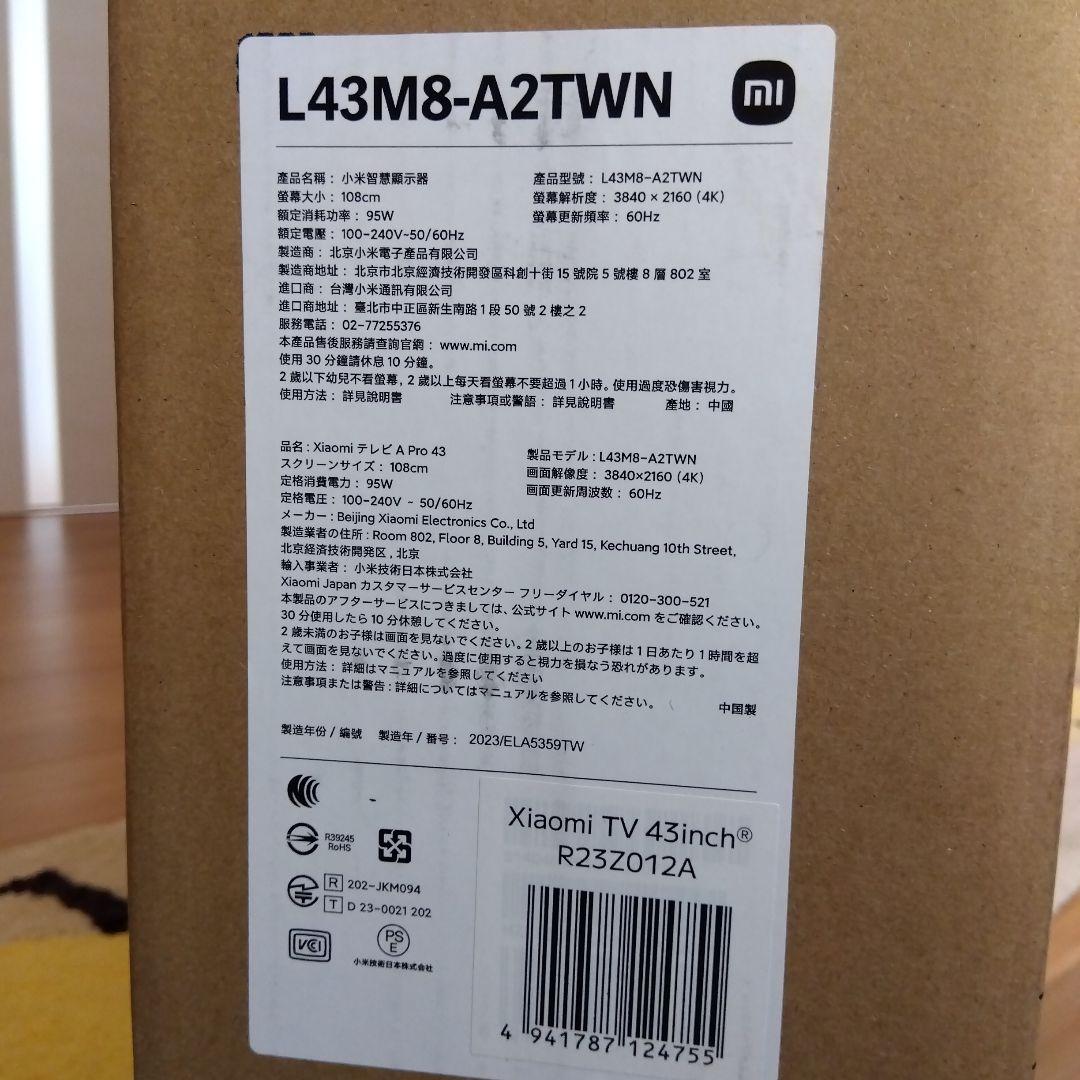 L43M8-A2TWN
mi
產品名稱：小米智慧顯示器
產品型號：L43M8-A2TWN
螢幕大小：108cm
螢幕解析度：3840 × 2160 (4K)
額定消耗功率：95W
螢幕更新頻率：60Hz
額定電壓：100-240V~50/60Hz
製造商：北京小米電子產品有限公司
製造商地址：北京市北京經濟技術開發區科創十街 15 號院 5 號樓 8 層 802 室
進口商：台灣小米通訊有限公司
進口商地址：臺北市中正區新生南路 1 段 50 號 2 樓之 2
服務電話：02-77255376
本產品售後服務請查詢官網：www.mi.com
使用 30 分鐘請休息 10 分鐘。
2 歲以下幼兒不看螢幕，2 歲以上每天看螢幕不要超過 1 小時。使用過度恐傷害視力。
使用方法：詳見說明書 注意事項或警語：詳見說明書 產地：中國
品名：Xiaomi テレビ A Pro 43
製品モデル：L43M8-A2TWN
スクリーンサイズ：108cm
画面解像度：3840×2160 (4K)
定格消費電力：95W
画面更新周波数：60Hz
定格電圧：100-240V ~ 50/60Hz
メーカー：Beijing Xiaomi Electronics Co., Ltd
製造業者の住所：Room 802, Floor 8, Building 5, Yard 15, Kechuang 10th Street,
北京経済技術開発区, 北京
輸入事業者：小米技術日本株式会社
Xiaomi Japan カスタマーサービスセンター フリーダイヤル：0120-300-521
本製品のアフターサービスにつきましては、公式サイト www.mi.com をご確認ください。
30 分使用したら 10 分休憩してください。
2 歳未満のお子様は画面を見ないでください。2 歳以上のお子様は 1 日あたり 1 時間を超
えて画面を見ないでください。過度に使用すると視力を損なう恐れがあります。
使用方法：詳細はマニュアルを参照してください
注意事項または警告：詳細についてはマニュアルを参照してください。
中国製
製造年份 / 編號 製造年 / 番号：2023/ELA5359TW
R39245
RoHS
R 202-JKM094
T D 23-0021 202
VCI
PS
E
小米技術日本株式会社
Xiaomi TV 43inch®
R23Z012A
4 941787 124755